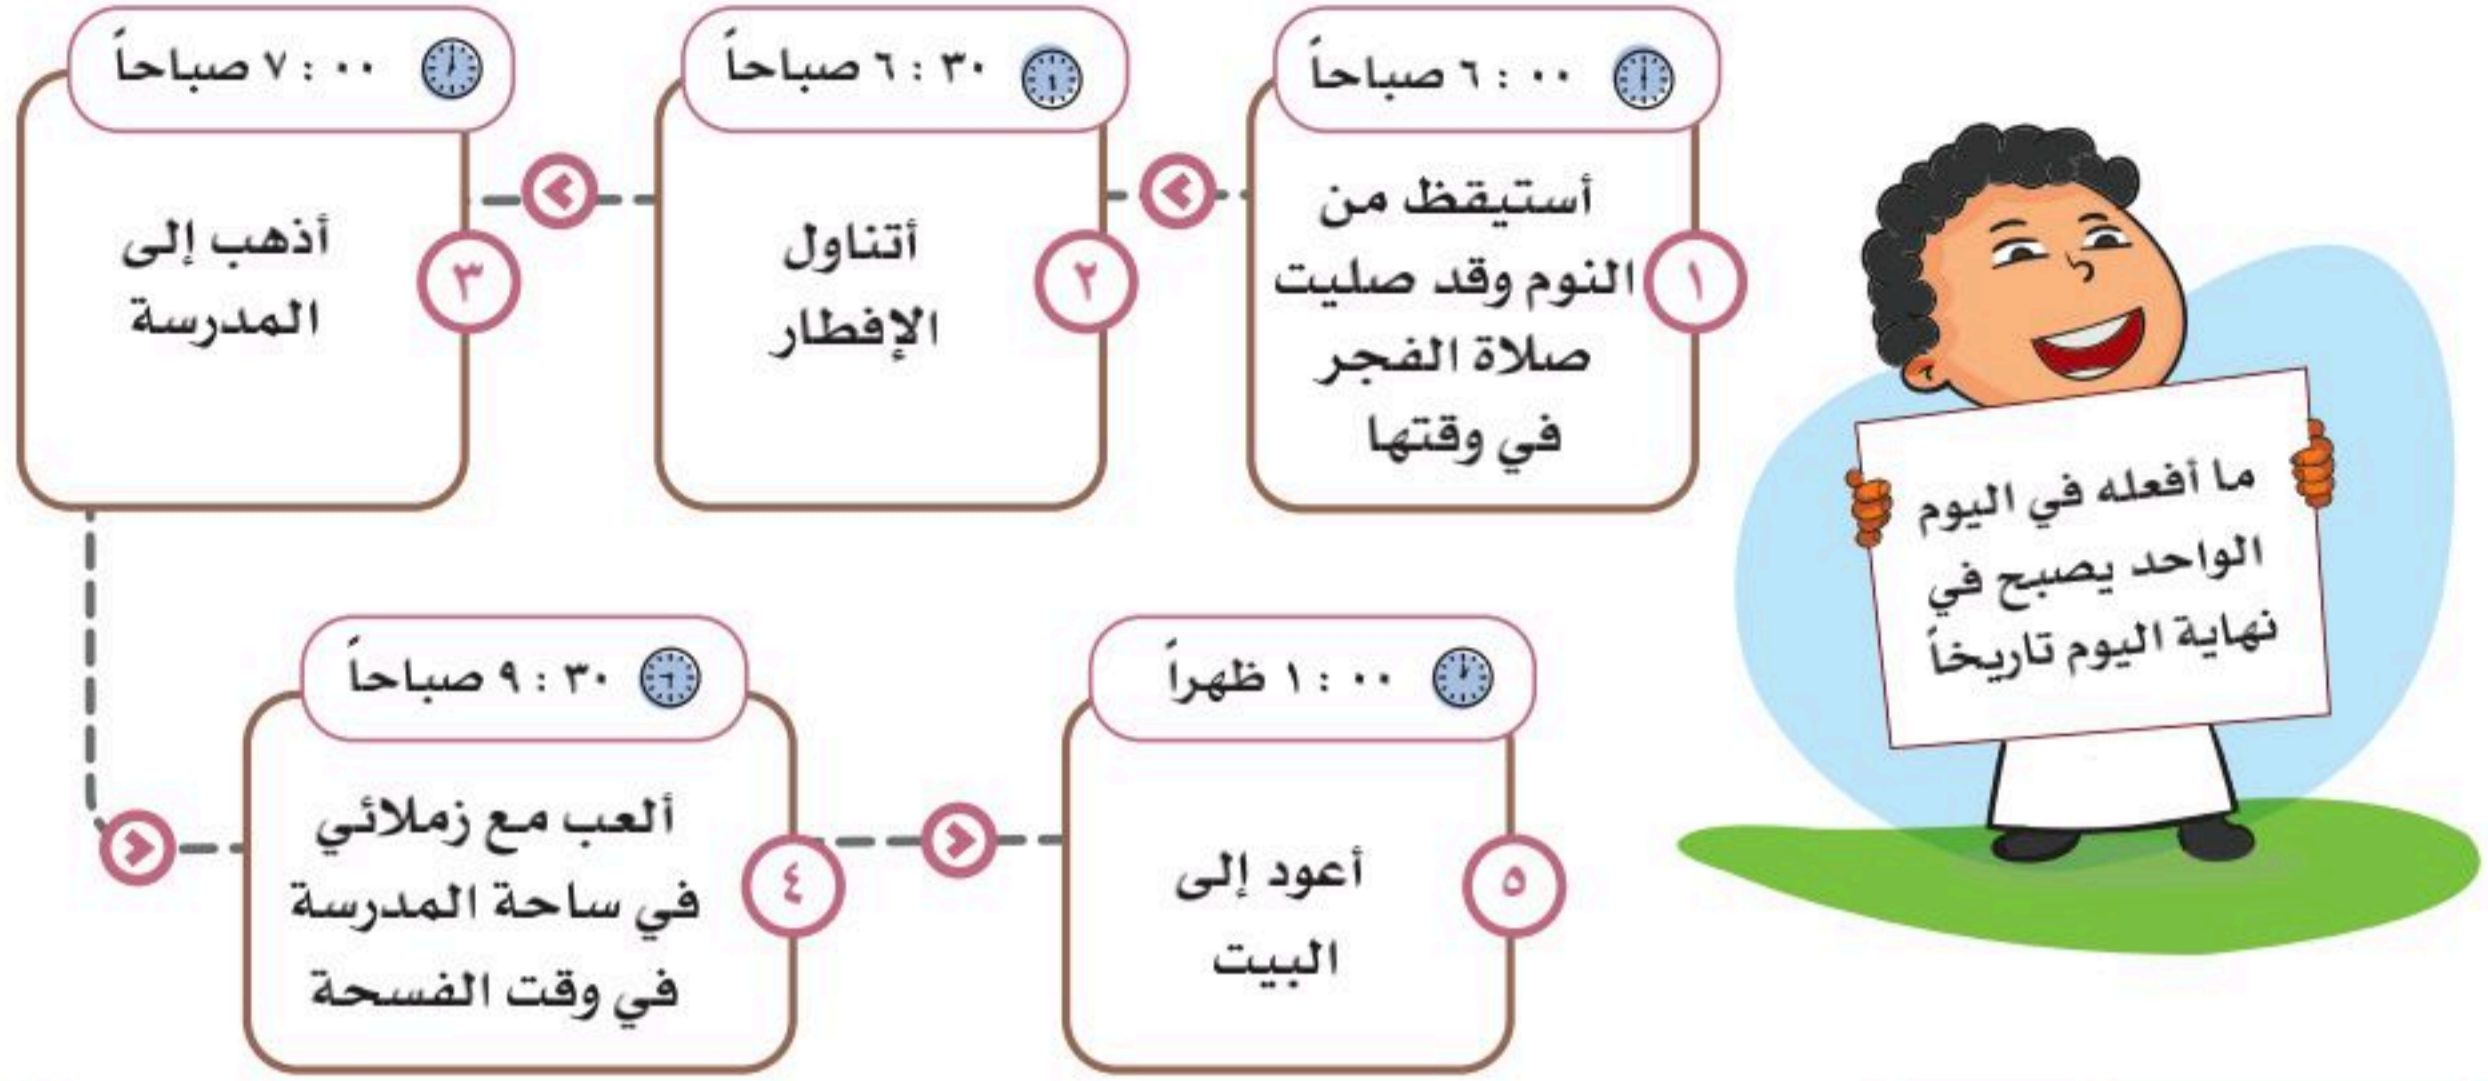 ٠٠ : ٦ صباحاً
١
أستيقظ من
النوم وقد صليت
صلاة الفجر
في وقتها
٣٠ : ٦ صباحاً
٢
أتناول
الإفطار
٠٠ : ٧ صباحاً
٣
أذهب إلى
المدرسة
٣٠ : ٩ صباحاً
٤
ألعب مع زملائي
في ساحة المدرسة
في وقت الفسحة
٠٠ : ١ ظهراً
٥
أعود إلى
البيت
ما أفعله في اليوم
الواحد يصبح في
نهاية اليوم تاريخاً